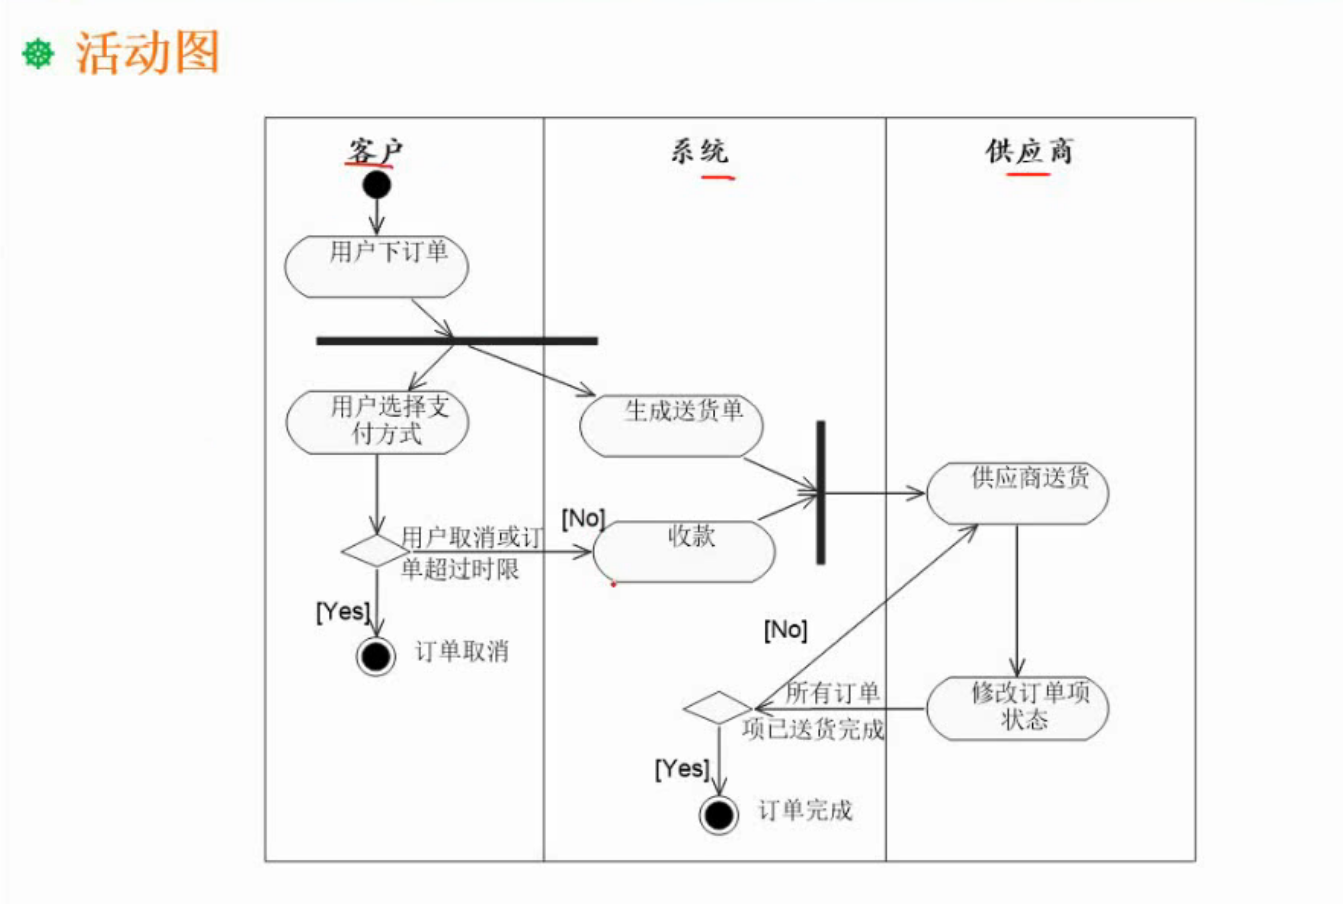 活动图
客户
系统
供应商
用户下订单
用户选择支
付方式
生成送货单
供应商送货
[No]
收款
用户取消或订
单超过时限
[Yes]
订单取消
[No]
所有订单
项已送货完成
修改订单项
状态
[Yes]
订单完成